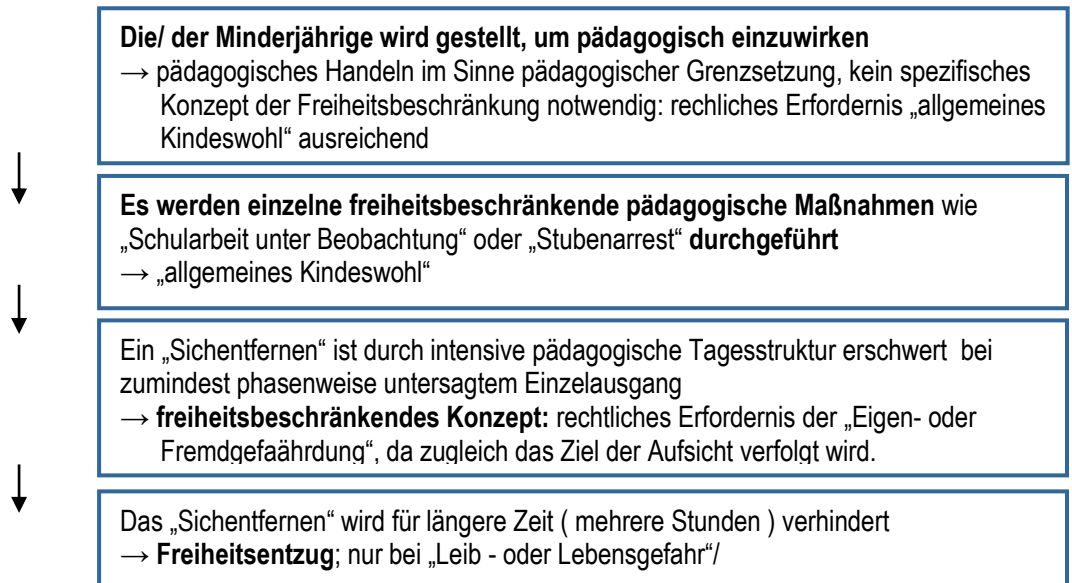 Die/ der Minderjährige wird gestellt, um pädagogisch einzuwirken
→ pädagogisches Handeln im Sinne pädagogischer Grenzsetzung, kein spezifisches
Konzept der Freiheitsbeschränkung notwendig: rechliches Erfordernis „allgemeines
Kindeswohl“ ausreichend
Es werden einzelne freiheitsbeschränkende pädagogische Maßnahmen wie
„Schularbeit unter Beobachtung“ oder „Stubenarrest“ durchgeführt
→ „allgemeines Kindeswohl“
Ein „Sichentfernen“ ist durch intensive pädagogische Tagesstruktur erschwert bei
zumindest phasenweise untersagtem Einzelausgang
→ freiheitsbeschränkendes Konzept: rechtliches Erfordernis der „Eigen- oder
Fremdgefaährdung“, da zugleich das Ziel der Aufsicht verfolgt wird.
Das „Sichentfernen“ wird für längere Zeit ( mehrere Stunden ) verhindert
→ Freiheitsentzug; nur bei „Leib - oder Lebensgefahr“/